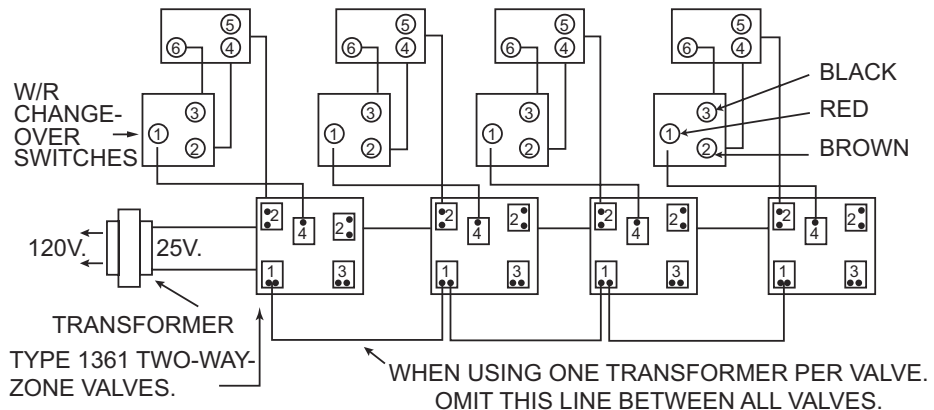 5
6 4
5
6 4
5
6 4
5
6 4
W/R
CHANGE-
OVER
SWITCHES
3
1
2
3
1
2
3
1
2
3
1
2
BLACK
RED
BROWN
2 4 2
1 3
2 4 2
1 3
2 4 2
1 3
2 4 2
1 3
120V. 25V.
TRANSFORMER
TYPE 1361 TWO-WAY-
ZONE VALVES.
WHEN USING ONE TRANSFORMER PER VALVE.
OMIT THIS LINE BETWEEN ALL VALVES.